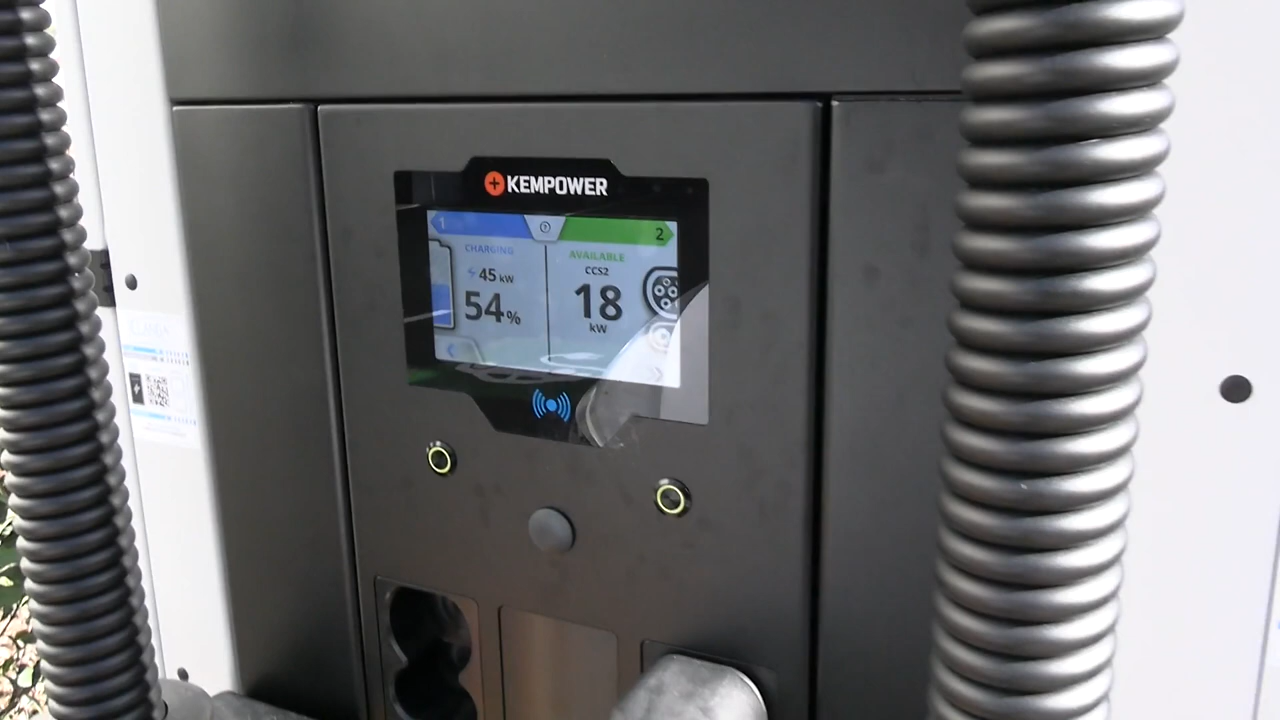 KEMPOWER
1
2
CHARGING
45 kW
54%
AVAILABLE
CCS2
18
kW